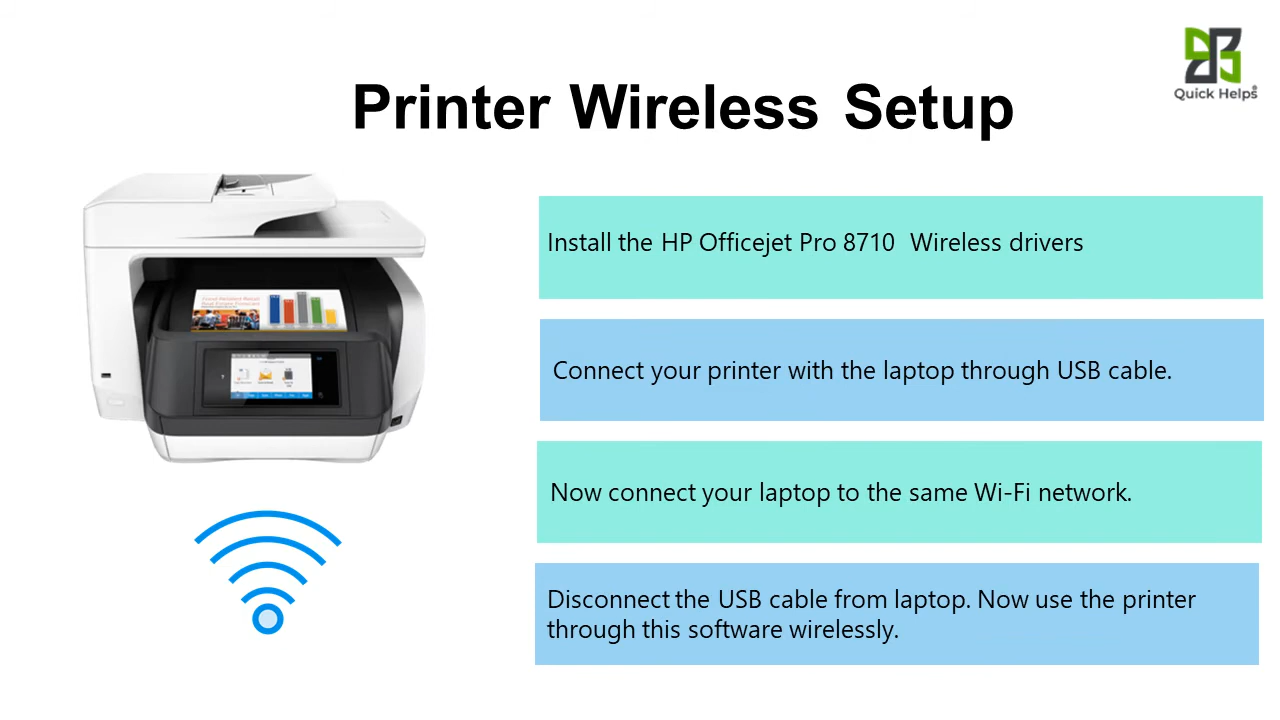 Quick Helps®
Printer Wireless Setup
Install the HP Officejet Pro 8710 Wireless drivers
Connect your printer with the laptop through USB cable.
Now connect your laptop to the same Wi-Fi network.
Disconnect the USB cable from laptop. Now use the printer
through this software wirelessly.